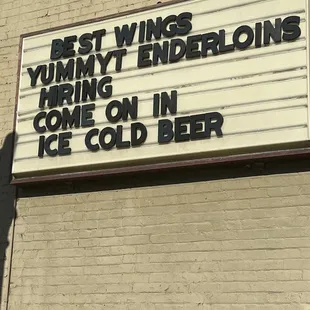 BEST WINGS
YUMMYT ENDERLOINS
HIRING
COME ON IN
ICE COLD BEER